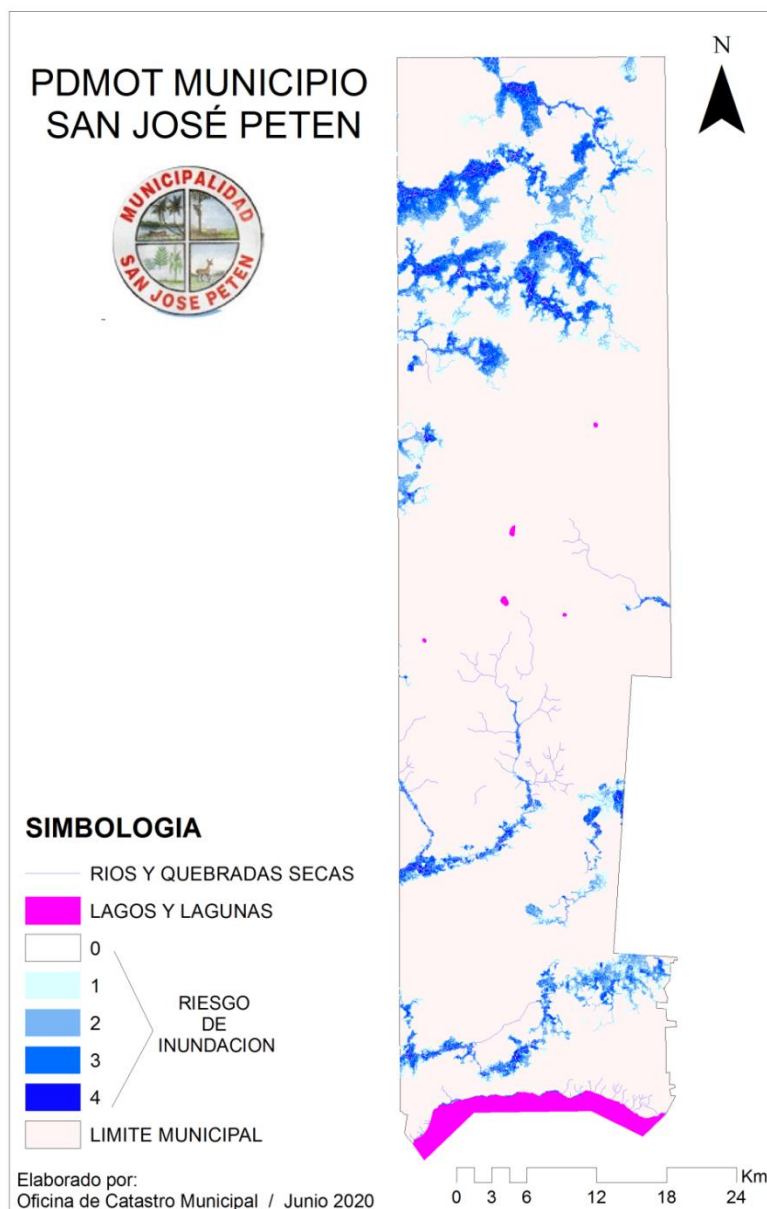 PDMOT MUNICIPIO
SAN JOSÉ PETEN
MUNICIPALIDAD
SAN JOSE PETEN
N
SIMBOLOGIA
RIOS Y QUEBRADAS SECAS
LAGOS Y LAGUNAS
0
1
2
3
4
RIESGO
DE
INUNDACION
LIMITE MUNICIPAL
Elaborado por:
Oficina de Catastro Municipal / Junio 2020
Km
0 3 6 12 18 24